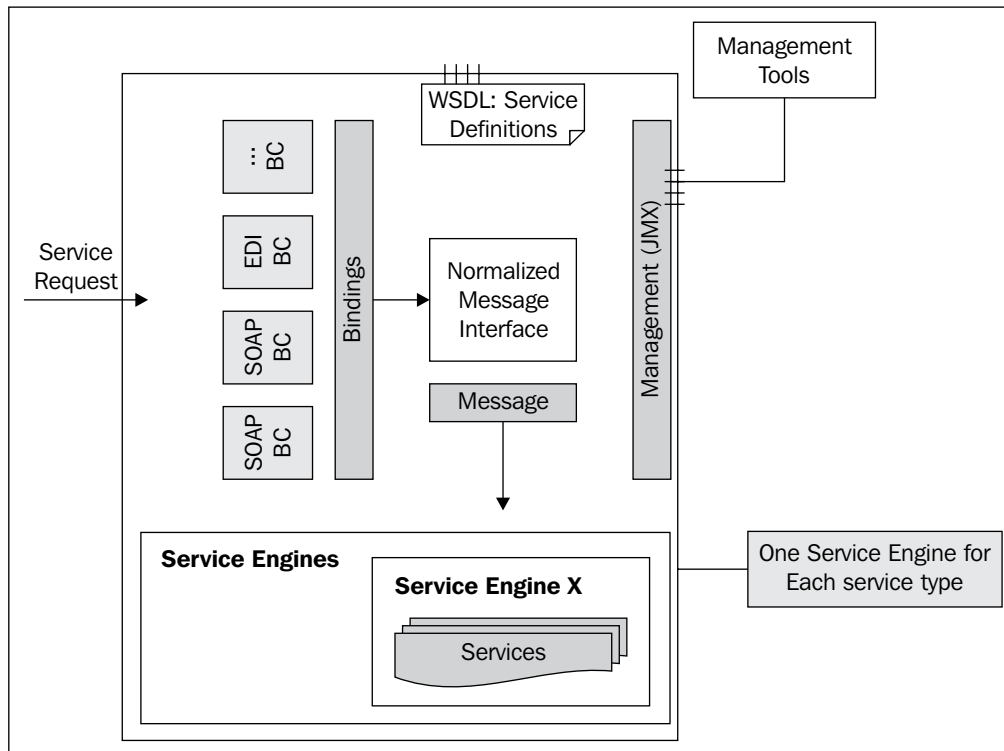 Management
Tools
WSDL: Service
Definitions
...
BC
EDI
BC
SOAP
BC
SOAP
BC
Bindings
Service
Request
Normalized
Message
Interface
Message
Management (JMX)
Service Engines
Service Engine X
Services
One Service Engine for
Each service type